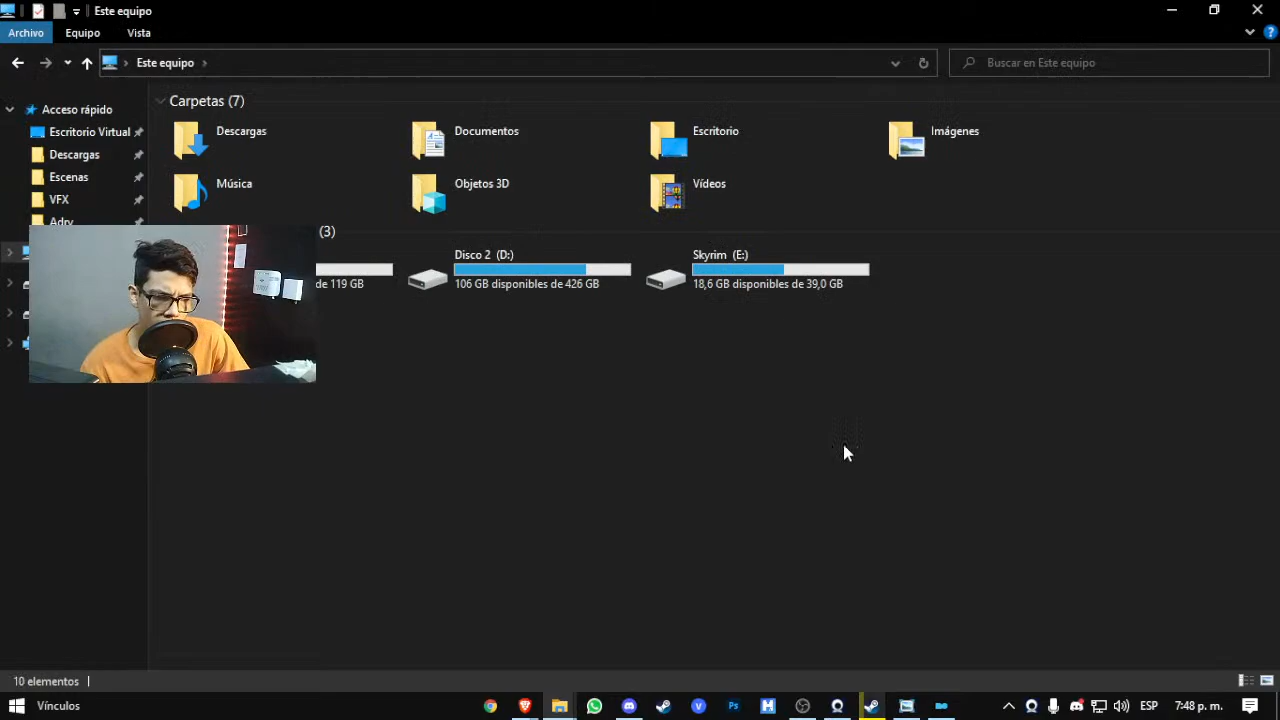 Este equipo
Archivo
Equipo
Vista
Este equipo
Buscar en Este equipo
Acceso rápido
Escritorio Virtual
Descargas
Escenas
VFX
Adry
Carpetas (7)
Descargas
Documentos
Escritorio
Imágenes
Música
Objetos 3D
Vídeos
(3)
de 119 GB
Disco 2 (D:)
106 GB disponibles de 426 GB
Skyrim (E:)
18,6 GB disponibles de 39,0 GB
10 elementos
Vínculos
ESP
7:48 p. m.